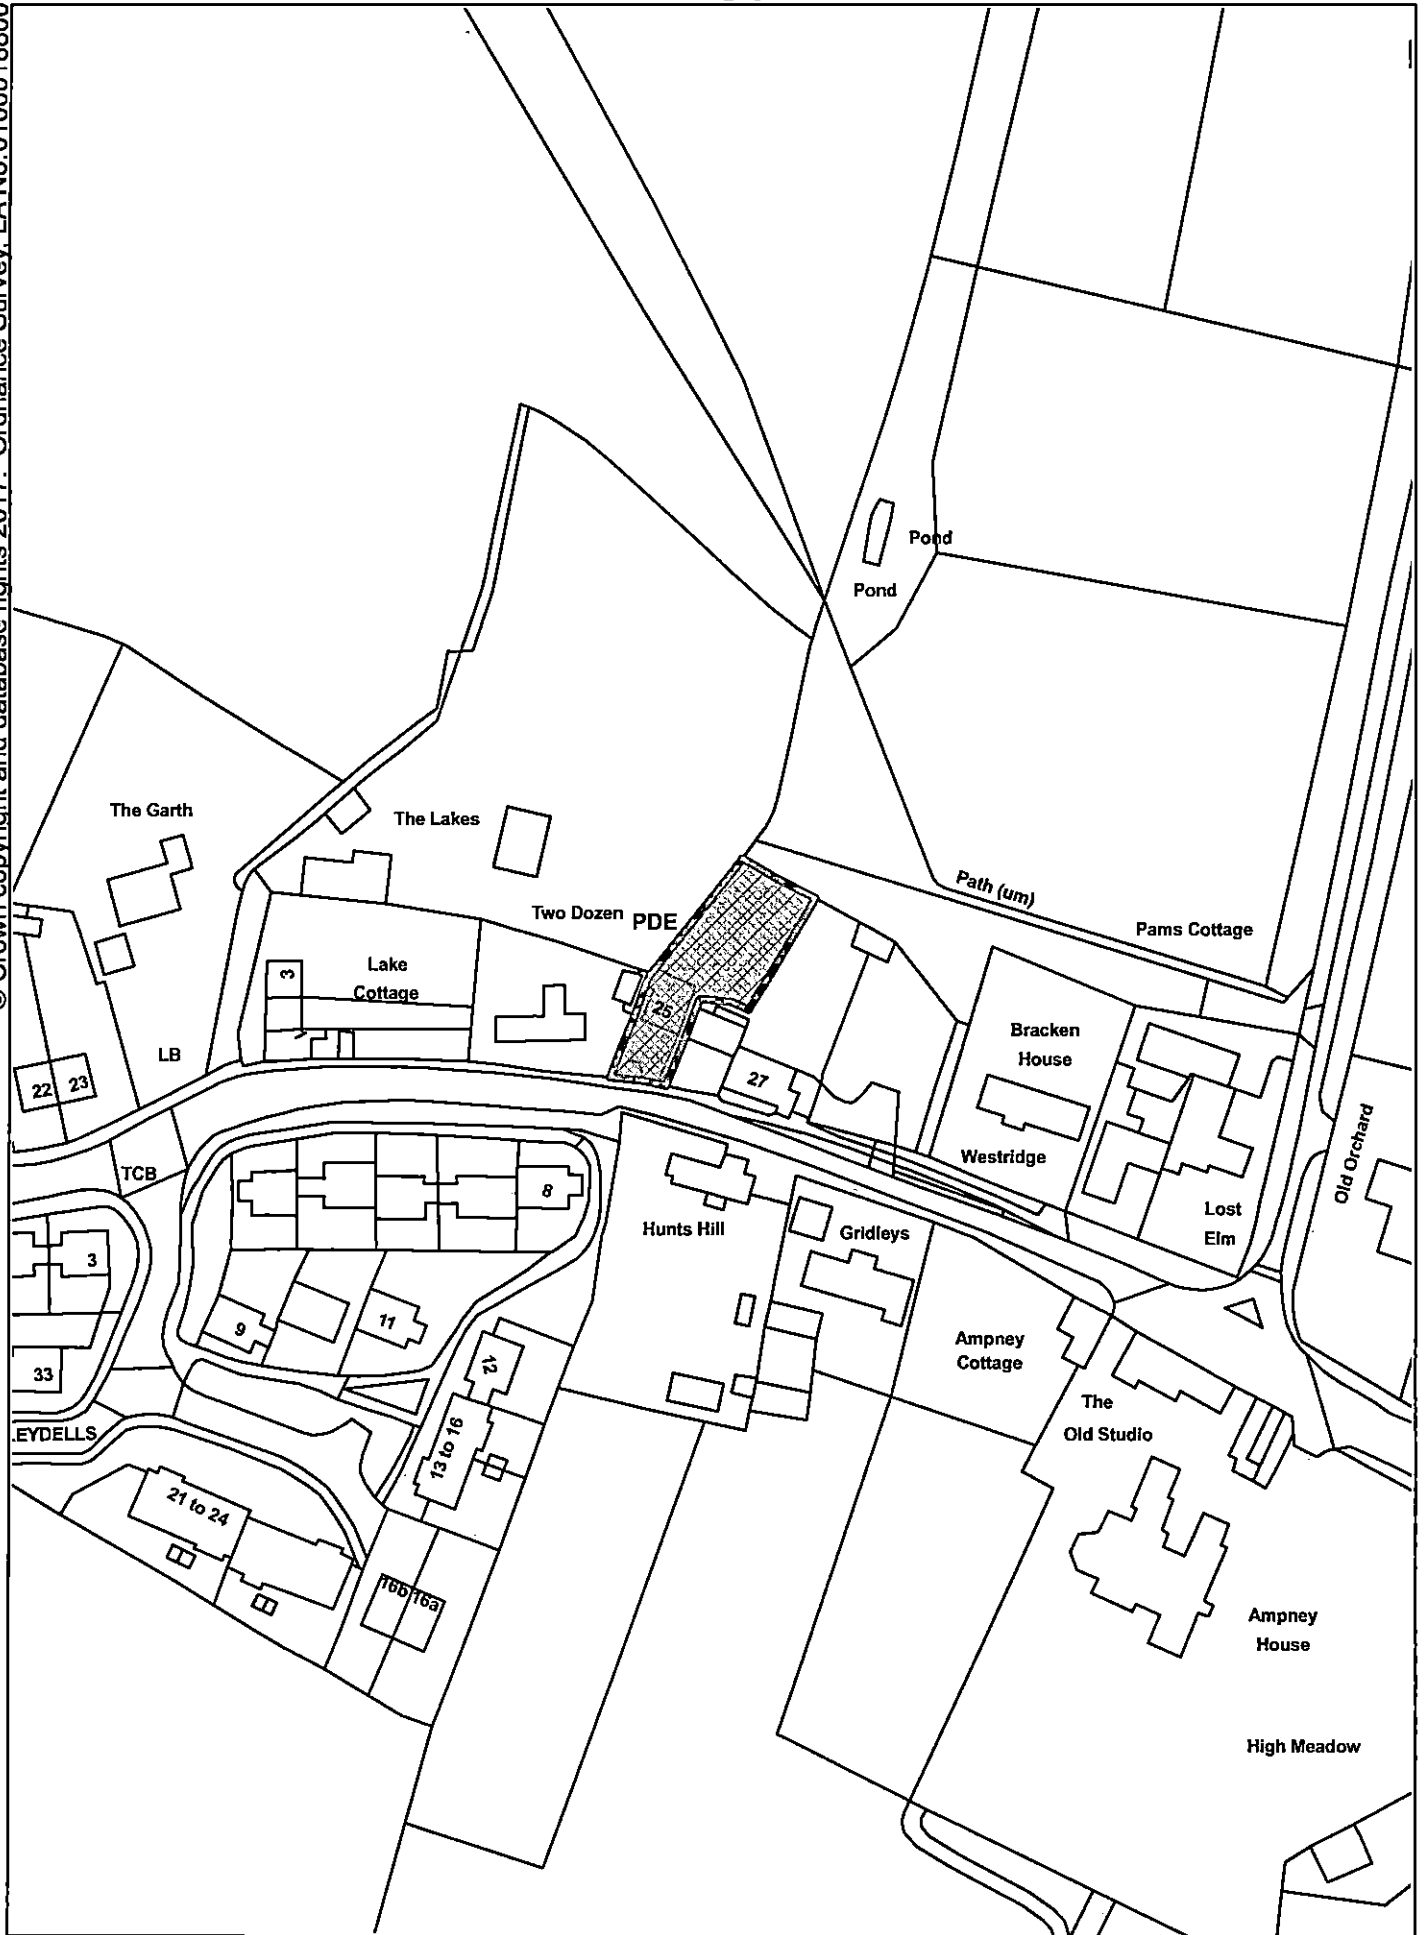 © Crown copyright and database rights 2017. Ordnance Survey, LA No.
Pond
Pond
The Garth
The Lakes
Path (um)
Two Dozen
PDE
Pams Cottage
3
Lake
Cottage
25
1
LB
22
23
27
Bracken
House
TCB
8
Westridge
Old Orchard
Hunts Hill
Gridleys
Lost
Elm
3
9
11
12
Ampney
Cottage
33
The
Old Studio
EYDELLS
13 to 16
21 to 24
16b
16a
Ampney
House
High Meadow